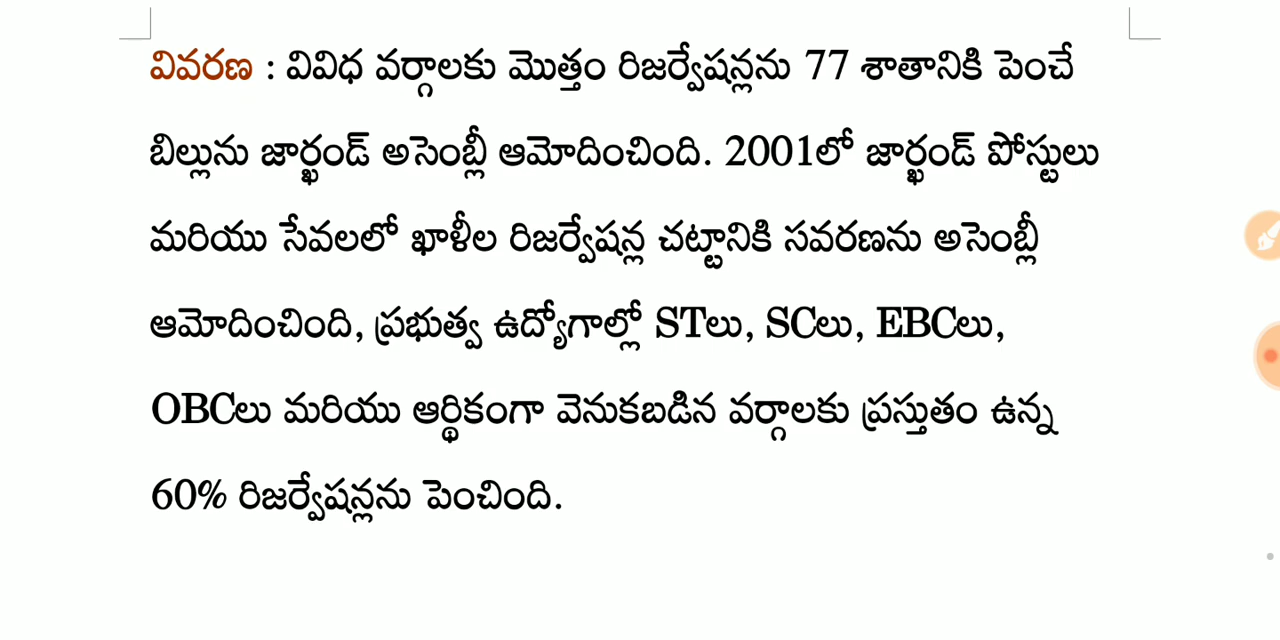 వివరణ : వివిధ వర్గాలకు మొత్తం రిజర్వేషన్లను 77 శాతానికి పెంచే
బిల్లును జార్ఖండ్ అసెంబ్లీ ఆమోదించింది. 2001లో జార్ఖండ్ పోస్టులు
మరియు సేవలలో ఖాళీల రిజర్వేషన్ల చట్టానికి సవరణను అసెంబ్లీ
ఆమోదించింది, ప్రభుత్వ ఉద్యోగాల్లో STలు, SCలు, EBCలు,
OBCలు మరియు ఆర్థికంగా వెనుకబడిన వర్గాలకు ప్రస్తుతం ఉన్న
60% రిజర్వేషన్లను పెంచింది.